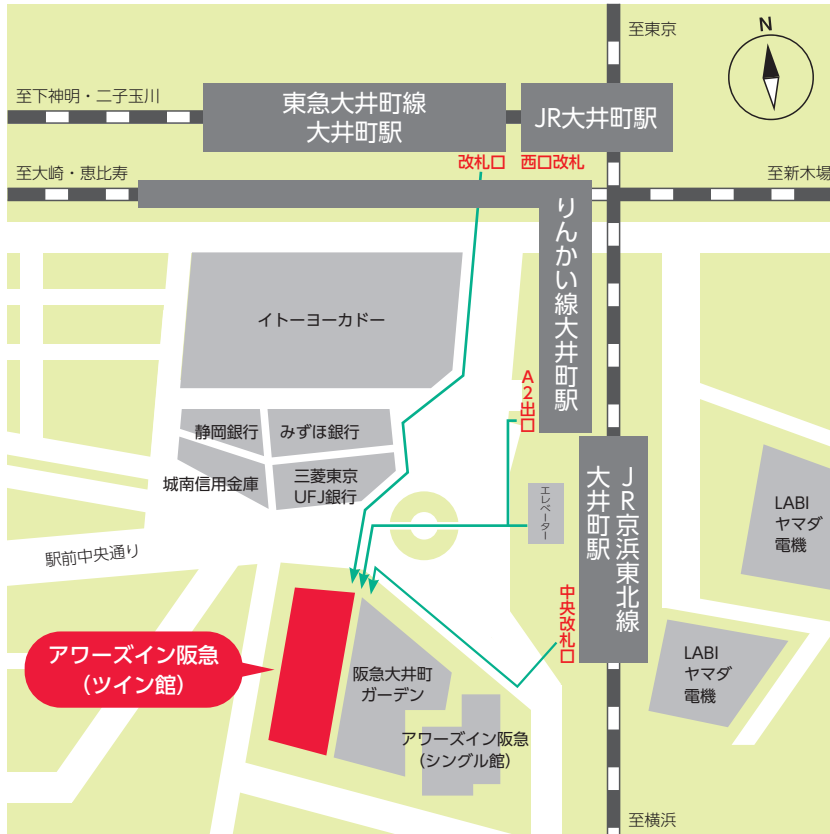 至東京
N
至下神明・二子玉川
東急大井町線
大井町駅
JR大井町駅
改札口
西口改札
至大崎・恵比寿
至新木場
りんかい線大井町駅
イトーヨーカドー
A2出口
静岡銀行
みずほ銀行
城南信用金庫
三菱東京
UFJ銀行
エレベーター
JR京浜東北線
大井町駅
LABI
ヤマダ
電機
駅前中央通り
中央改札口
アワーズイン阪急
(ツイン館)
阪急大井町
ガーデン
LABI
ヤマダ
電機
アワーズイン阪急
(シングル館)
至横浜